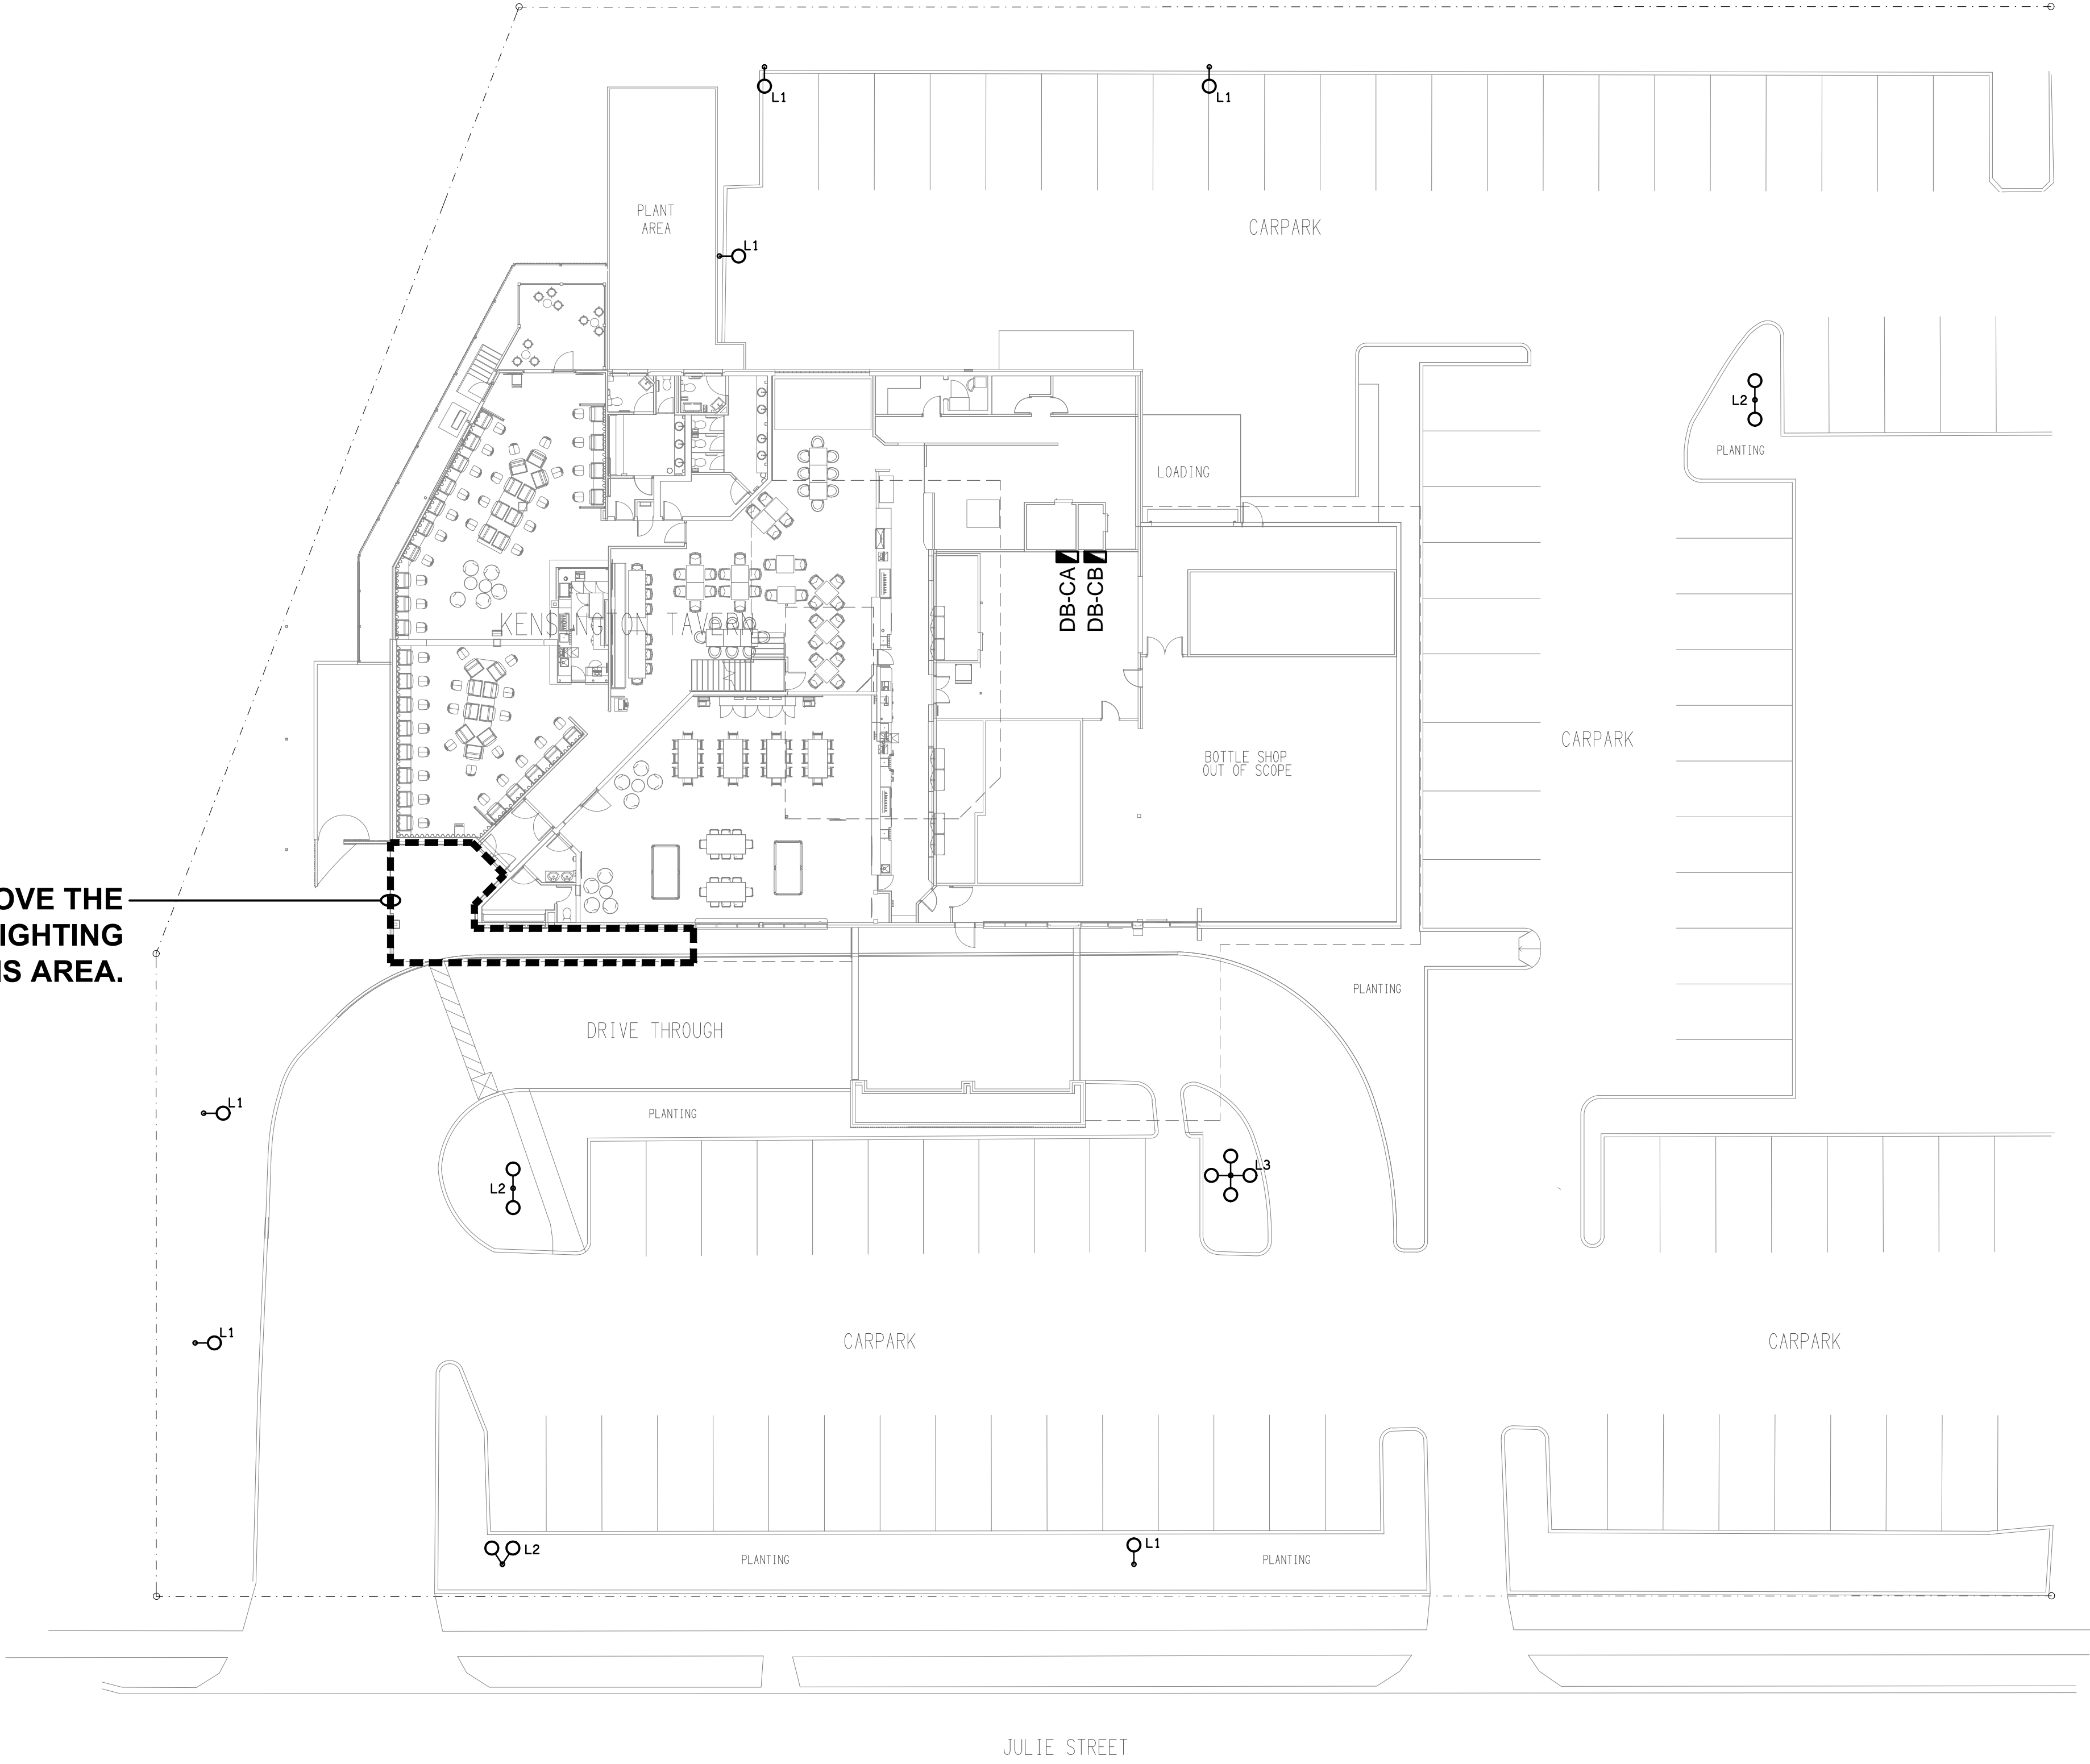 L1
L1
PLANT
AREA
CARPARK
L1
L2
PLANTING
LOADING
DB-CA
DB-CB
KENSINGTON TAVERN
CARPARK
BOTTLE SHOP
OUT OF SCOPE
OVE THE
IGHTING
IS AREA.
PLANTING
DRIVE THROUGH
L1
PLANTING
L2
L3
L1
CARPARK
CARPARK
L2
PLANTING
L1
PLANTING
JULIE STREET